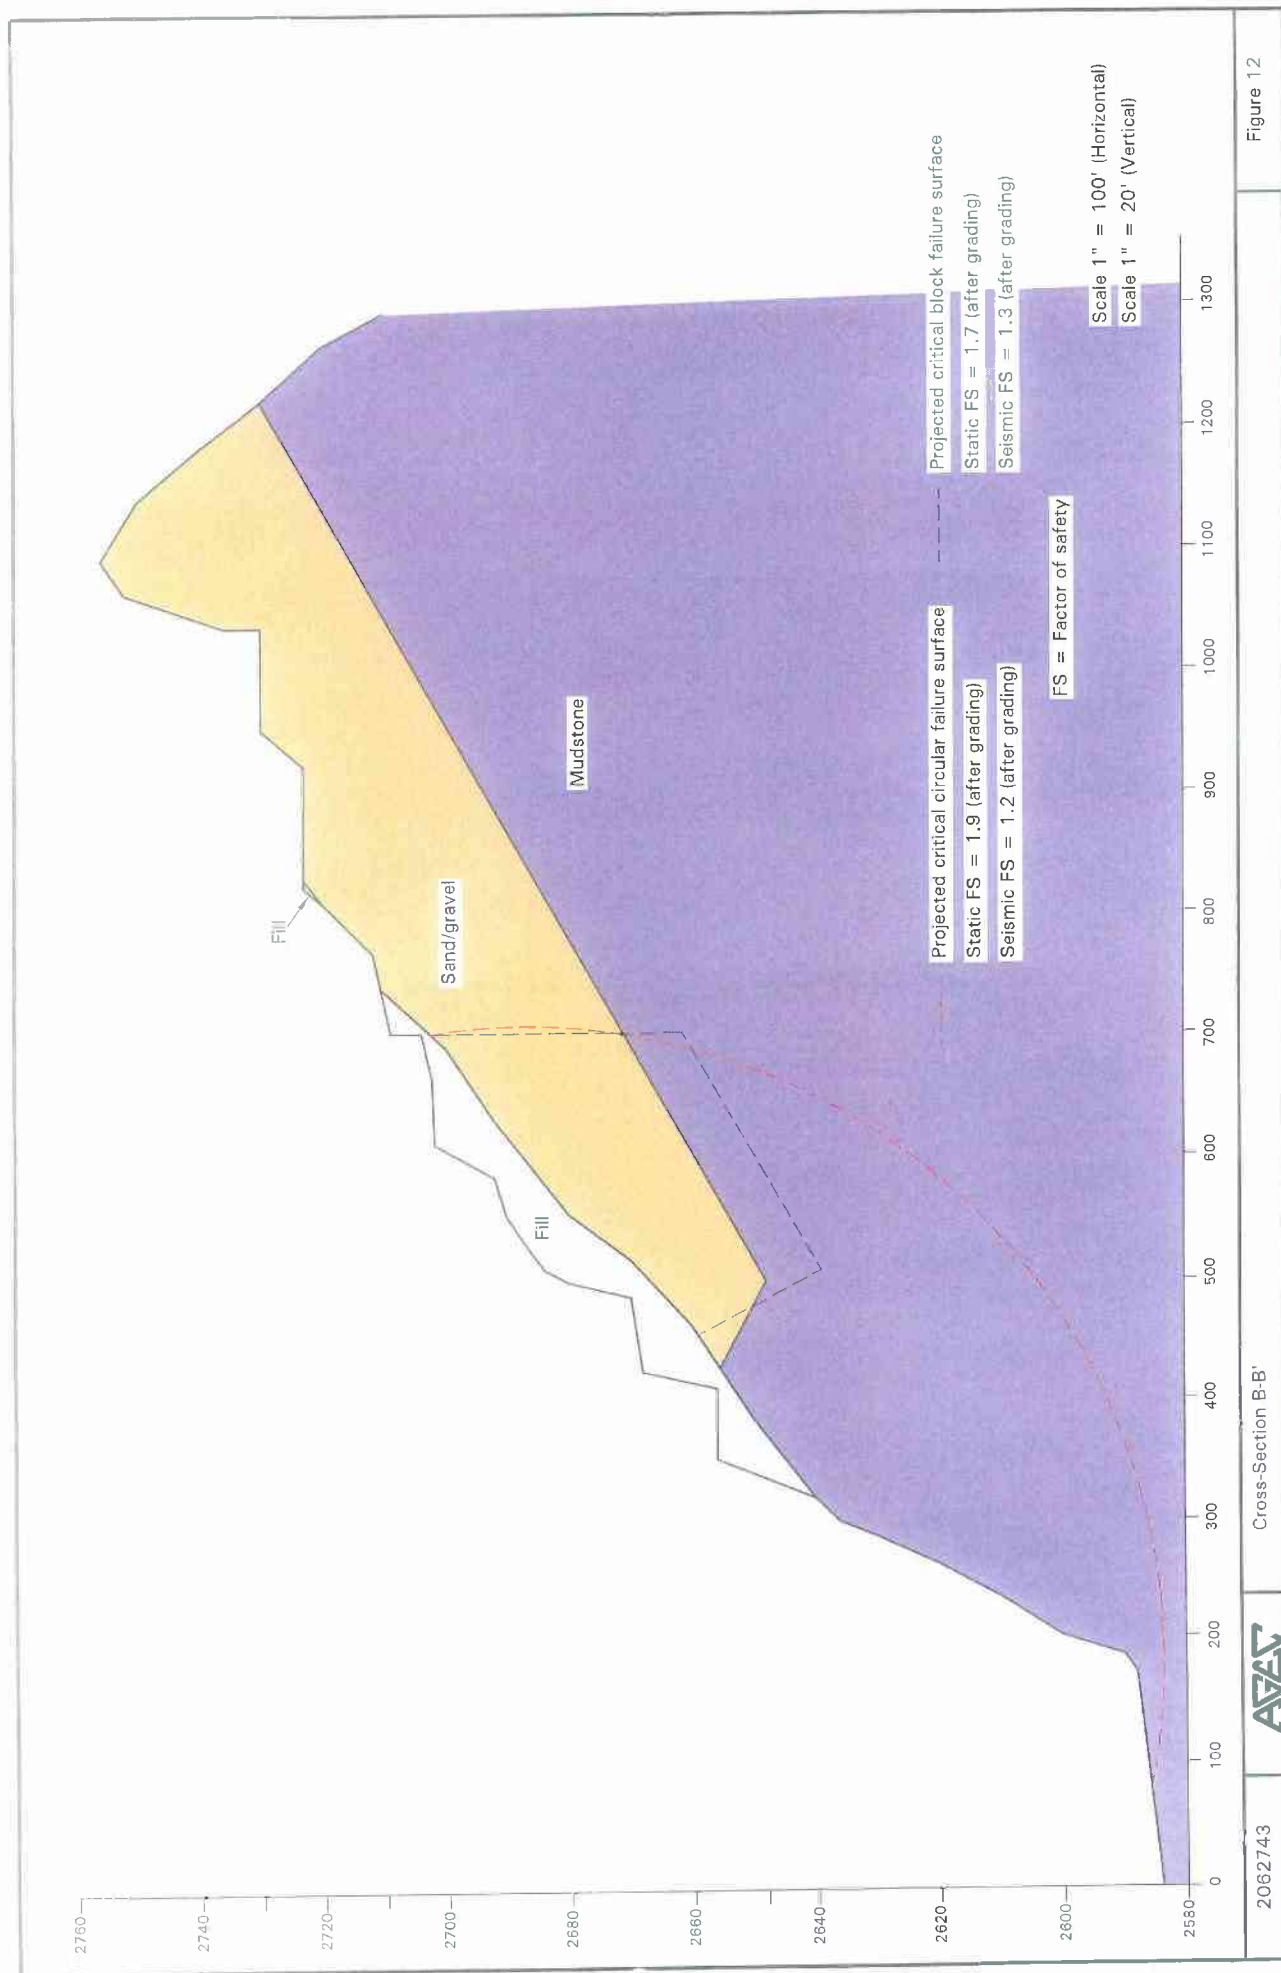 2760
2740
2720
2700
2680
2660
2640
2620
2600
2580
Fill
Sand/gravel
Fill
Mudstone
Projected critical circular failure surface
Static FS = 1.9 (after grading)
Seismic FS = 1.2 (after grading)
Projected critical block failure surface
Static FS = 1.7 (after grading)
Seismic FS = 1.3 (after grading)
FS = Factor of safety
Scale 1" = 100' (Horizontal)
Scale 1" = 20' (Vertical)
0 100 200 300 400 500 600 700 800 900 1000 1100 1200 1300
2062743
AGEC
Cross-Section B-B'
Figure 12